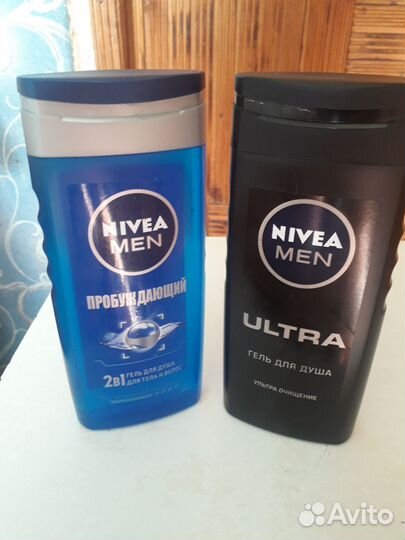 NIVEA
MEN
ПРОБУЖДАЮЩИЙ
2в1 ГЕЛЬ ДЛЯ ДУША
ДЛЯ ТЕЛА И ВОЛОС
NIVEA
MEN
ULTRA
ГЕЛЬ ДЛЯ ДУША
УЛЬТРА ОЧИЩЕНИЕ
Avito